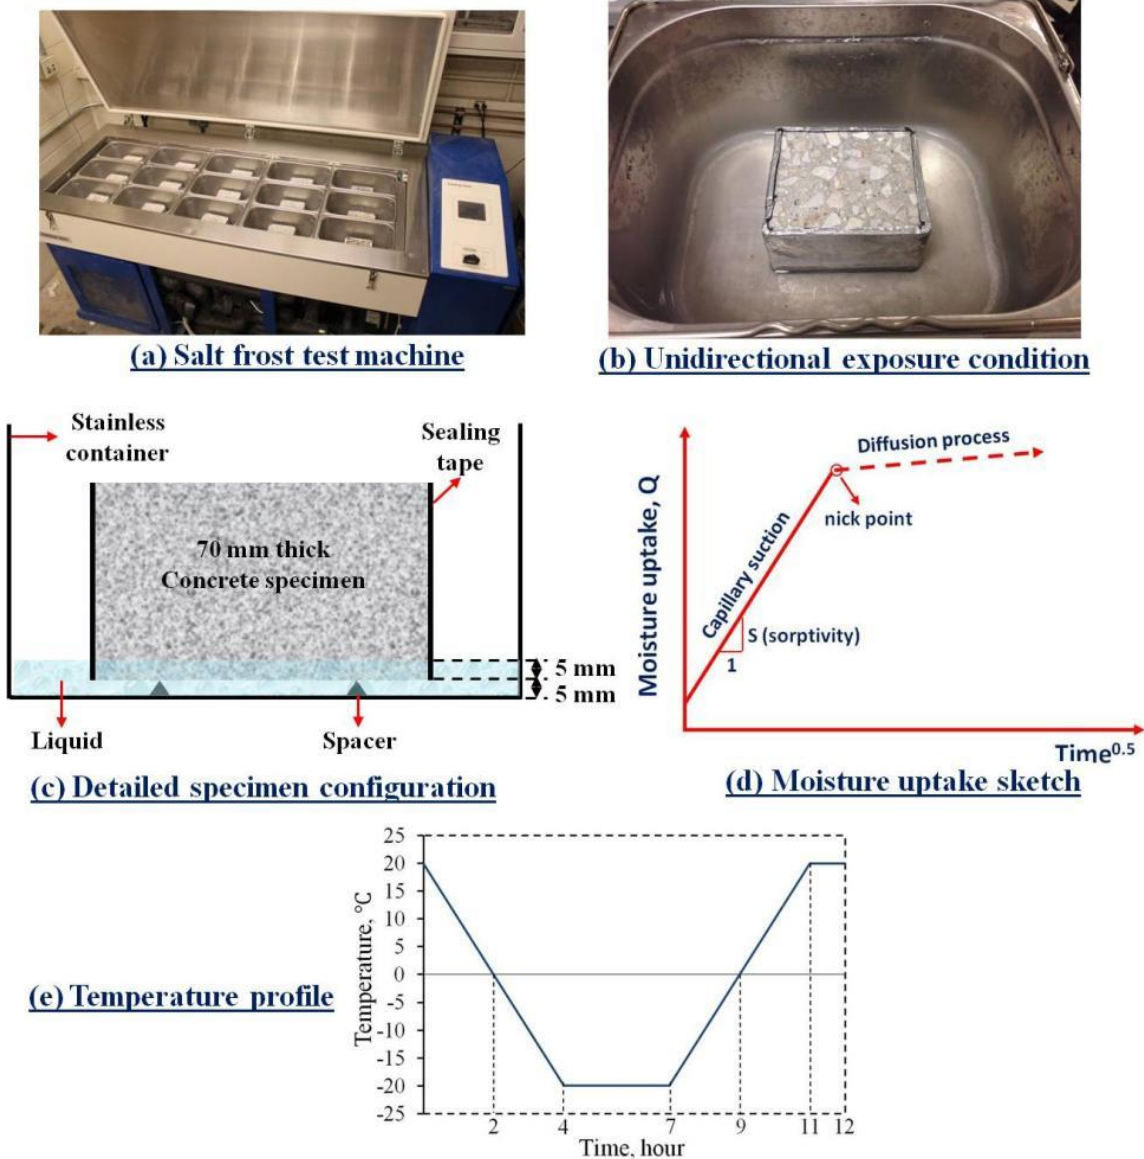 (a) Salt frost test machine
(b) Unidirectional exposure condition
Stainless
container
Sealing
tape
70 mm thick
Concrete specimen
5 mm
5 mm
Liquid
Spacer
(c) Detailed specimen configuration
Moisture uptake, Q
Capillary suction
Diffusion process
nick point
S (sorptivity)
1
Time^0.5
(d) Moisture uptake sketch
(e) Temperature profile
Temperature, °C
25
20
15
10
5
0
-5
-10
-15
-20
-25
2 4 7 9 11 12
Time, hour